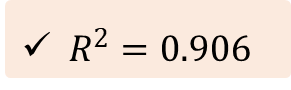 ✓ R² = 0.906